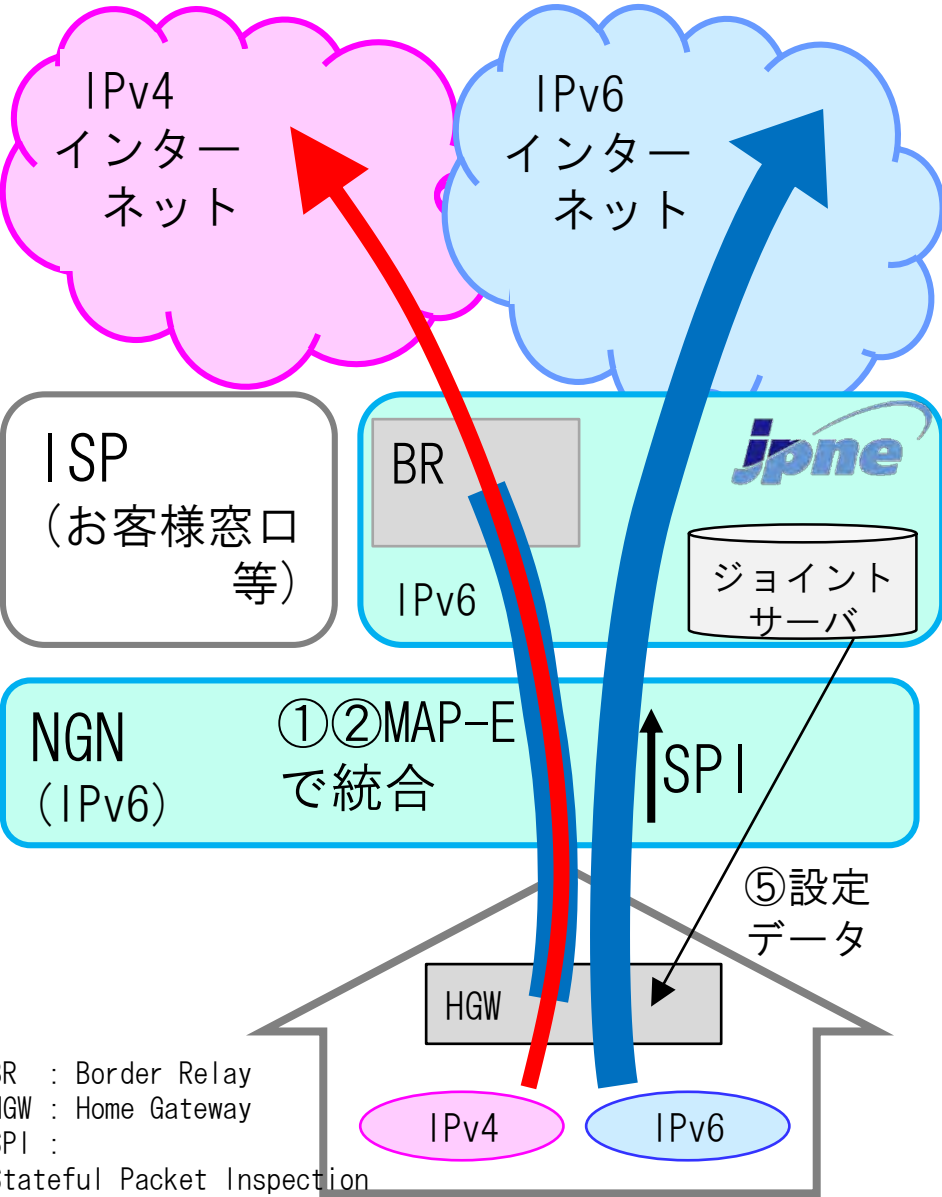 IPv4
インター
ネット
IPv6
インター
ネット
ISP
(お客様窓口
等)
BR
IPv6
jpne
ジョイント
サーバ
NGN
(IPv6)
①②MAP-E
で統合
SPI
⑤設定
データ
HGW
IPv4
IPv6
BR : Border Relay
HGW : Home Gateway
SPI :
Stateful Packet Inspection